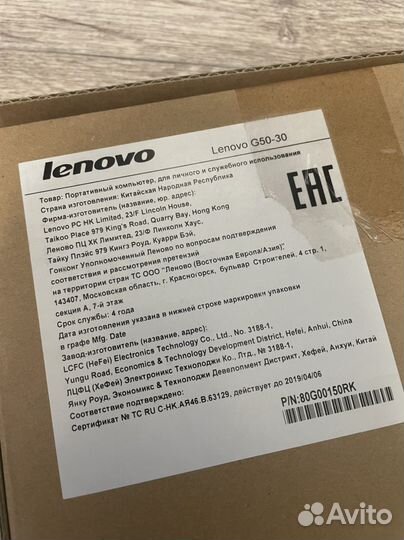 lenovo
Lenovo G50-30
Товар: Портативный компьютер, для личного и служебного использования
Страна изготовления: Китайская Народная Республика
Фирма-изготовитель (название, юр. адрес):
Lenovo PC HK Limited, 23/F Lincoln House,
Taikoo Place 979 King's Road, Quarry Bay, Hong Kong
Леново ПЦ ХК Лимитед, 23/Ф Линколн Хаус,
Тайку Плэйс 979 Кингз Роуд, Куарри Бэй,
Гонконг Уполномоченный Леново по вопросам подтверждения
соответствия и рассмотрения претензий
на территории стран ТС ООО "Леново (Восточная Европа/Азия)",
143407, Московская область, г. Красногорск, бульвар Строителей, 4 стр. 1,
секция А, 7-й этаж
Срок службы: 4 года
Дата изготовления указана в нижней строке маркировки упаковки
в графе Mfg. Date
Завод-изготовитель (название, адрес):
LCFC (HeFei) Electronics Technology Co., Ltd., No. 3188-1,
Yungu Road, Economics & Technology Development District, Hefei, Anhui, China
ЛЦФЦ (ХеФей) Электроникс Технолоджи Ко., Лтд., № 3188-1,
Янку Роуд, Экономикс & Технолоджи Девелопмент Дистрикт, Хефей, Анхуи, Китай
Соответствие подтверждено:
Сертификат № ТС RU C-HK.АЯ46.В.63129, действует до 2019/04/06
EAC
P/N:80G00150RK
Avito